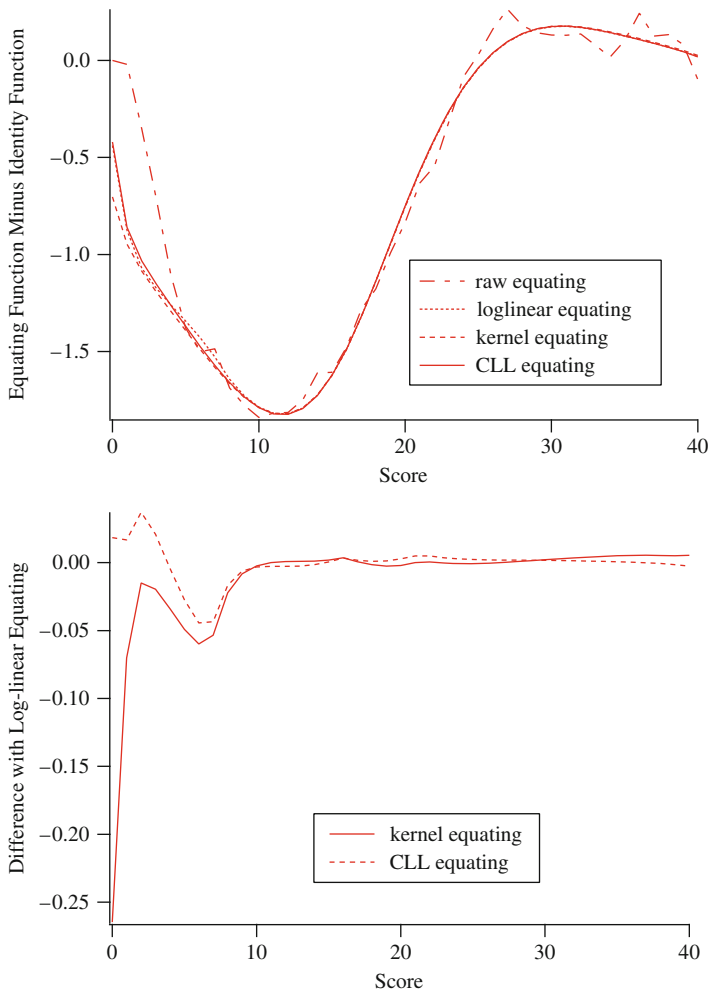 Equating Function Minus Identity Function
0.0
−0.5
−1.0
−1.5
raw equating
loglinear equating
kernel equating
CLL equating
0
10
20
30
40
Score
Difference with Log-linear Equating
0.00
−0.05
−0.10
−0.15
−0.20
−0.25
kernel equating
CLL equating
0
10
20
30
40
Score